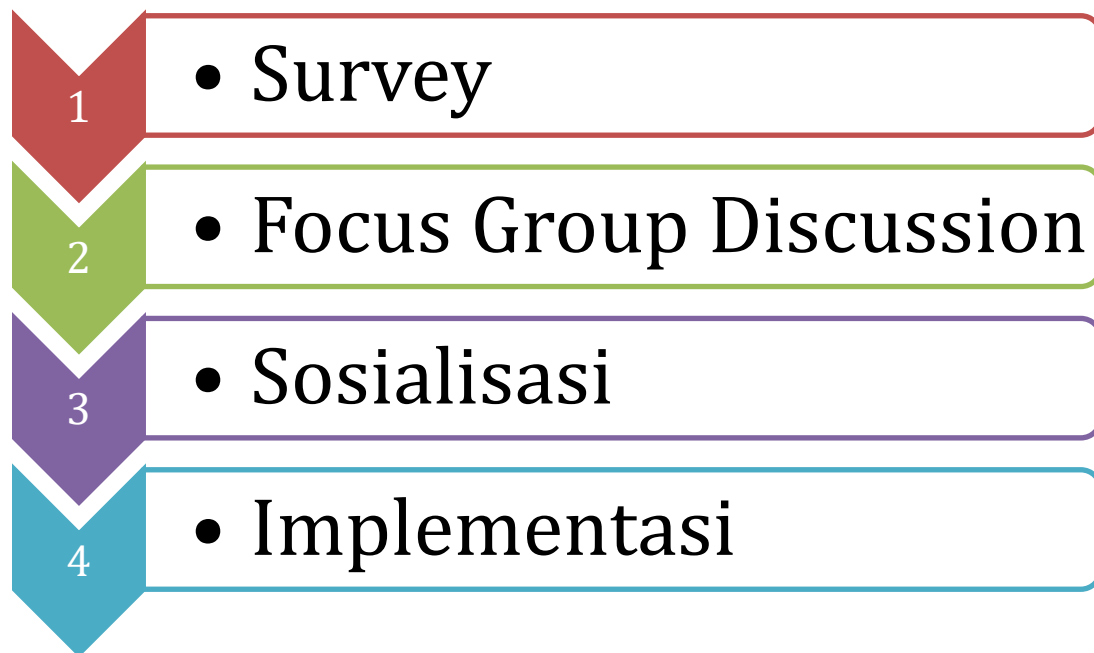 1
• Survey
2
• Focus Group Discussion
3
• Sosialisasi
4
• Implementasi